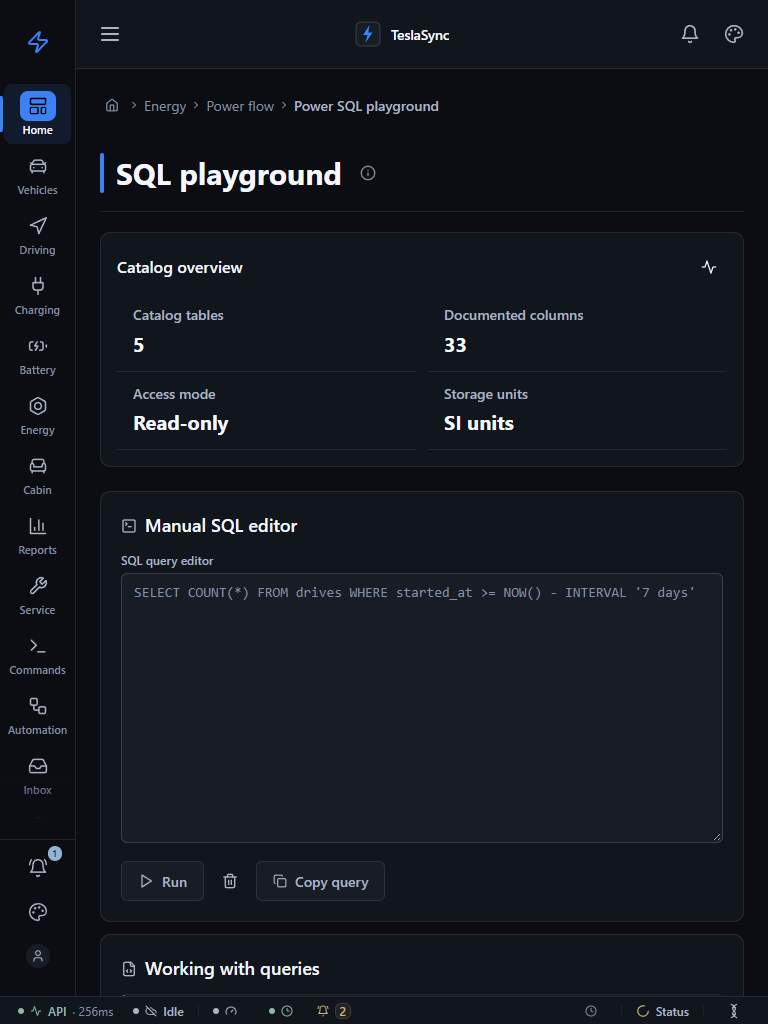 TeslaSync
Home
Vehicles
Driving
Charging
Battery
Energy
Cabin
Reports
Service
Commands
Automation
Inbox
1
Energy > Power flow > Power SQL playground
SQL playground
Catalog overview
Catalog tables
5
Documented columns
33
Access mode
Read-only
Storage units
SI units
Manual SQL editor
SQL query editor
SELECT COUNT(*) FROM drives WHERE started_at >= NOW() - INTERVAL '7 days'
Run
Copy query
Working with queries
API · 256ms
Idle
2
Status